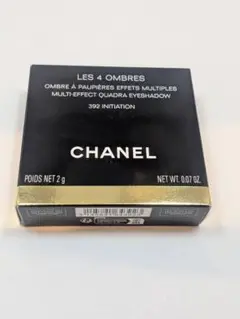 LES 4 OMBRES
OMBRE À PAUPIÈRES EFFETS MULTIPLES
MULTI-EFFECT QUADRA EYESHADOW
392 INITIATION
CHANEL
POIDS NET 2 g NET WT. 0.07 OZ.